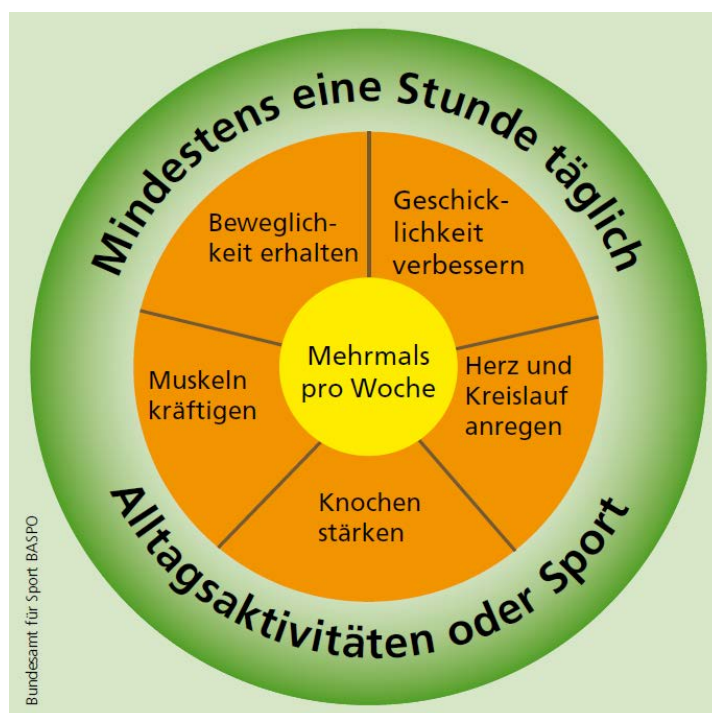 Mindestens eine Stunde täglich
Beweglich-
keit erhalten
Geschick-
lichkeit
verbessern
Mehrmals
pro Woche
Muskeln
kräftigen
Herz und
Kreislauf
anregen
Knochen
stärken
Alltagsaktivitäten oder Sport
Bundesamt für Sport BASPO